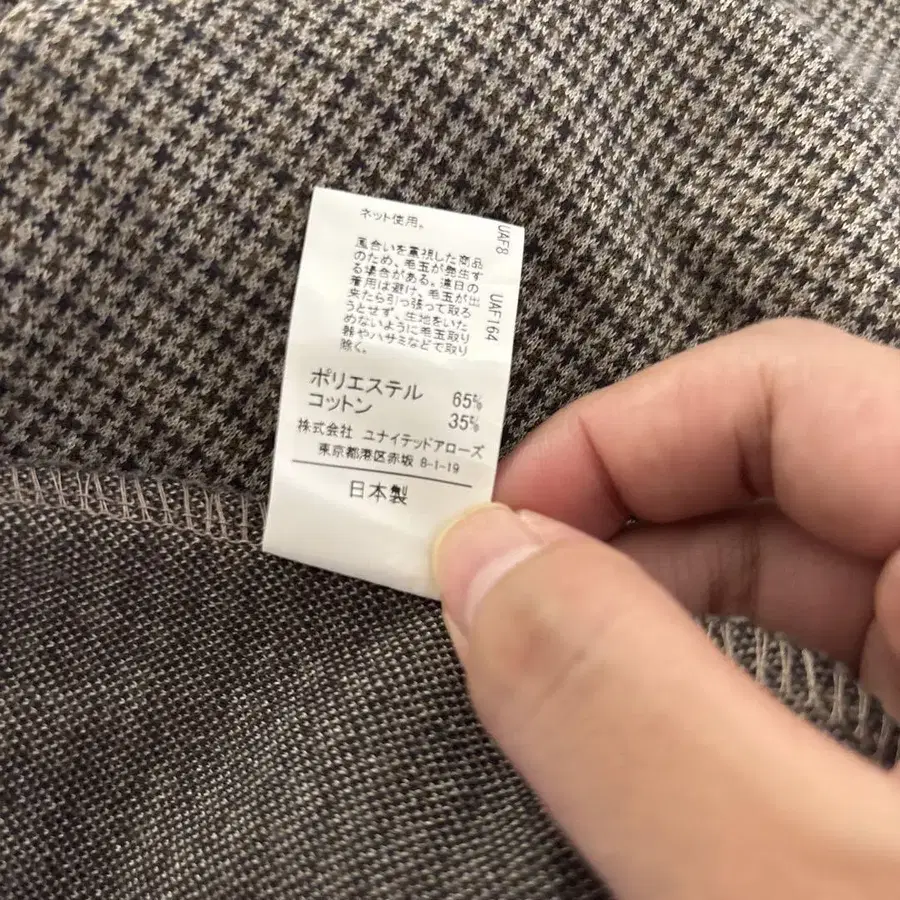 ネット使用。
風合いを重視した商品
のため、毛玉が発生す
る場合がある。連日の
着用は避け、毛玉が出
来たら引っ張って取ろ
うとせず、生地をいた
めないように毛玉取り
器やハサミなどで取り
除く。
ポリエステル 65%
コットン 35%
株式会社 ユナイテッドアローズ
東京都港区赤坂 8-1-19
日本製
UAF8 UAF164